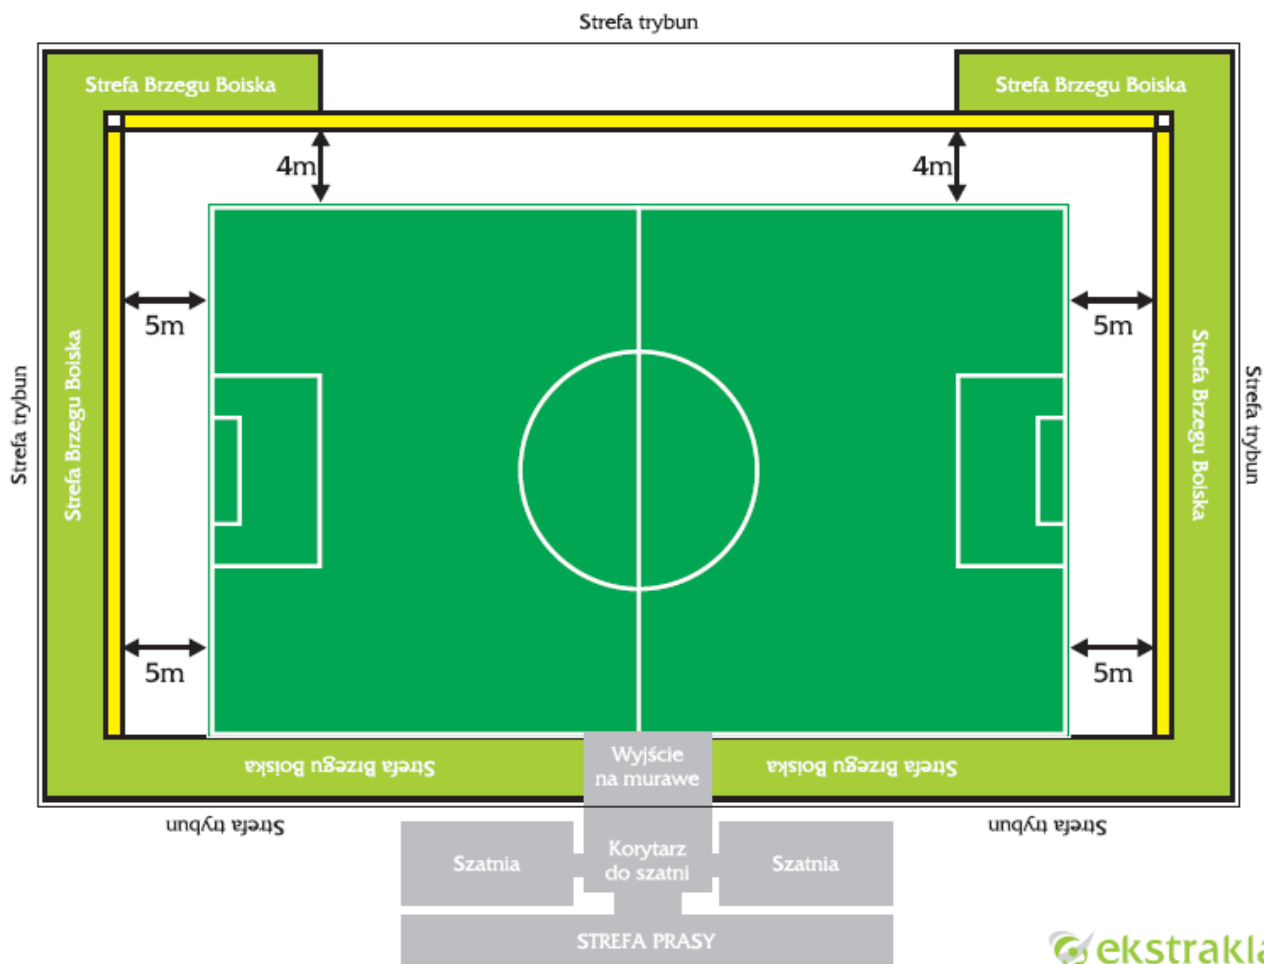 Strefa trybun
Strefa Brzegu Boiska
Strefa Brzegu Boiska
4m
4m
5m
5m
Strefa trybun
Strefa Brzegu Boiska
Strefa Brzegu Boiska
Strefa trybun
5m
5m
Strefa Brzegu Boiska
Strefa Brzegu Boiska
Wyjście
na murawe
Strefa trybun
Strefa trybun
Szatnia
Korytarz
do szatni
Szatnia
STREFA PRASY
ekstrakla